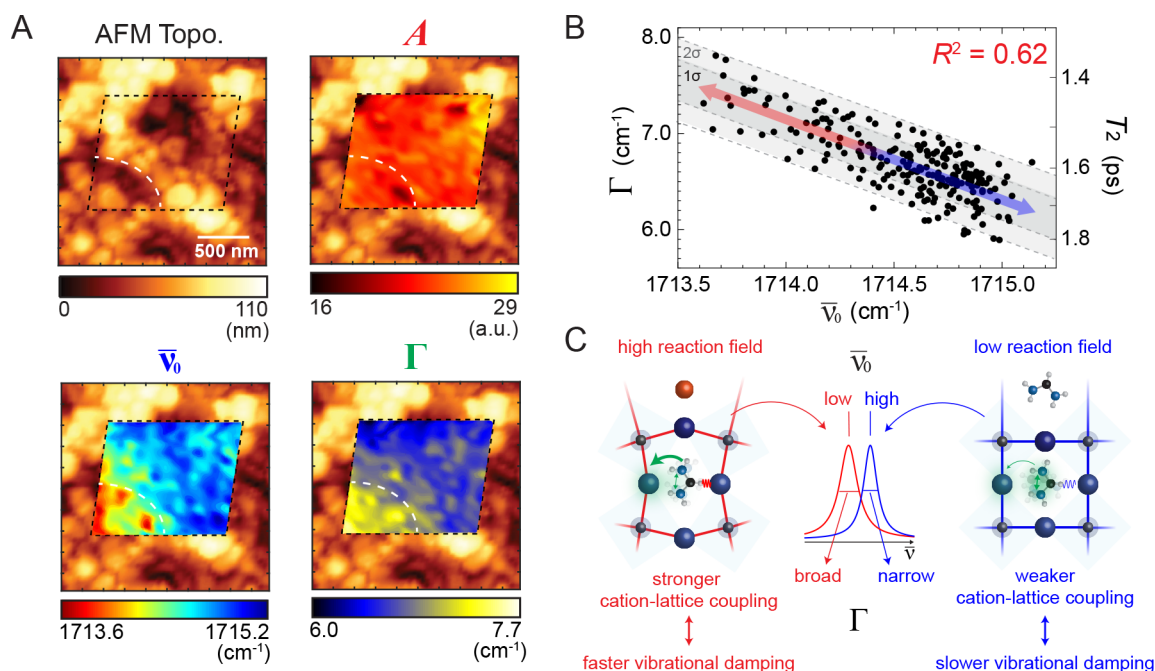 A
AFM Topo.
A
500 nm
0
110
(nm)
16
29
(a.u.)
ν̅₀
Γ
1713.6
1715.2
(cm⁻¹)
6.0
7.7
(cm⁻¹)
B
8.0
7.0
6.0
Γ (cm⁻¹)
2σ
1σ
R² = 0.62
1.4
1.6
1.8
T₂ (ps)
1713.5
1714.0
1714.5
1715.0
ν̅₀ (cm⁻¹)
C
high reaction field
ν̅₀
low reaction field
low
high
ν̅
broad
narrow
Γ
stronger
cation-lattice coupling
faster vibrational damping
weaker
cation-lattice coupling
slower vibrational damping